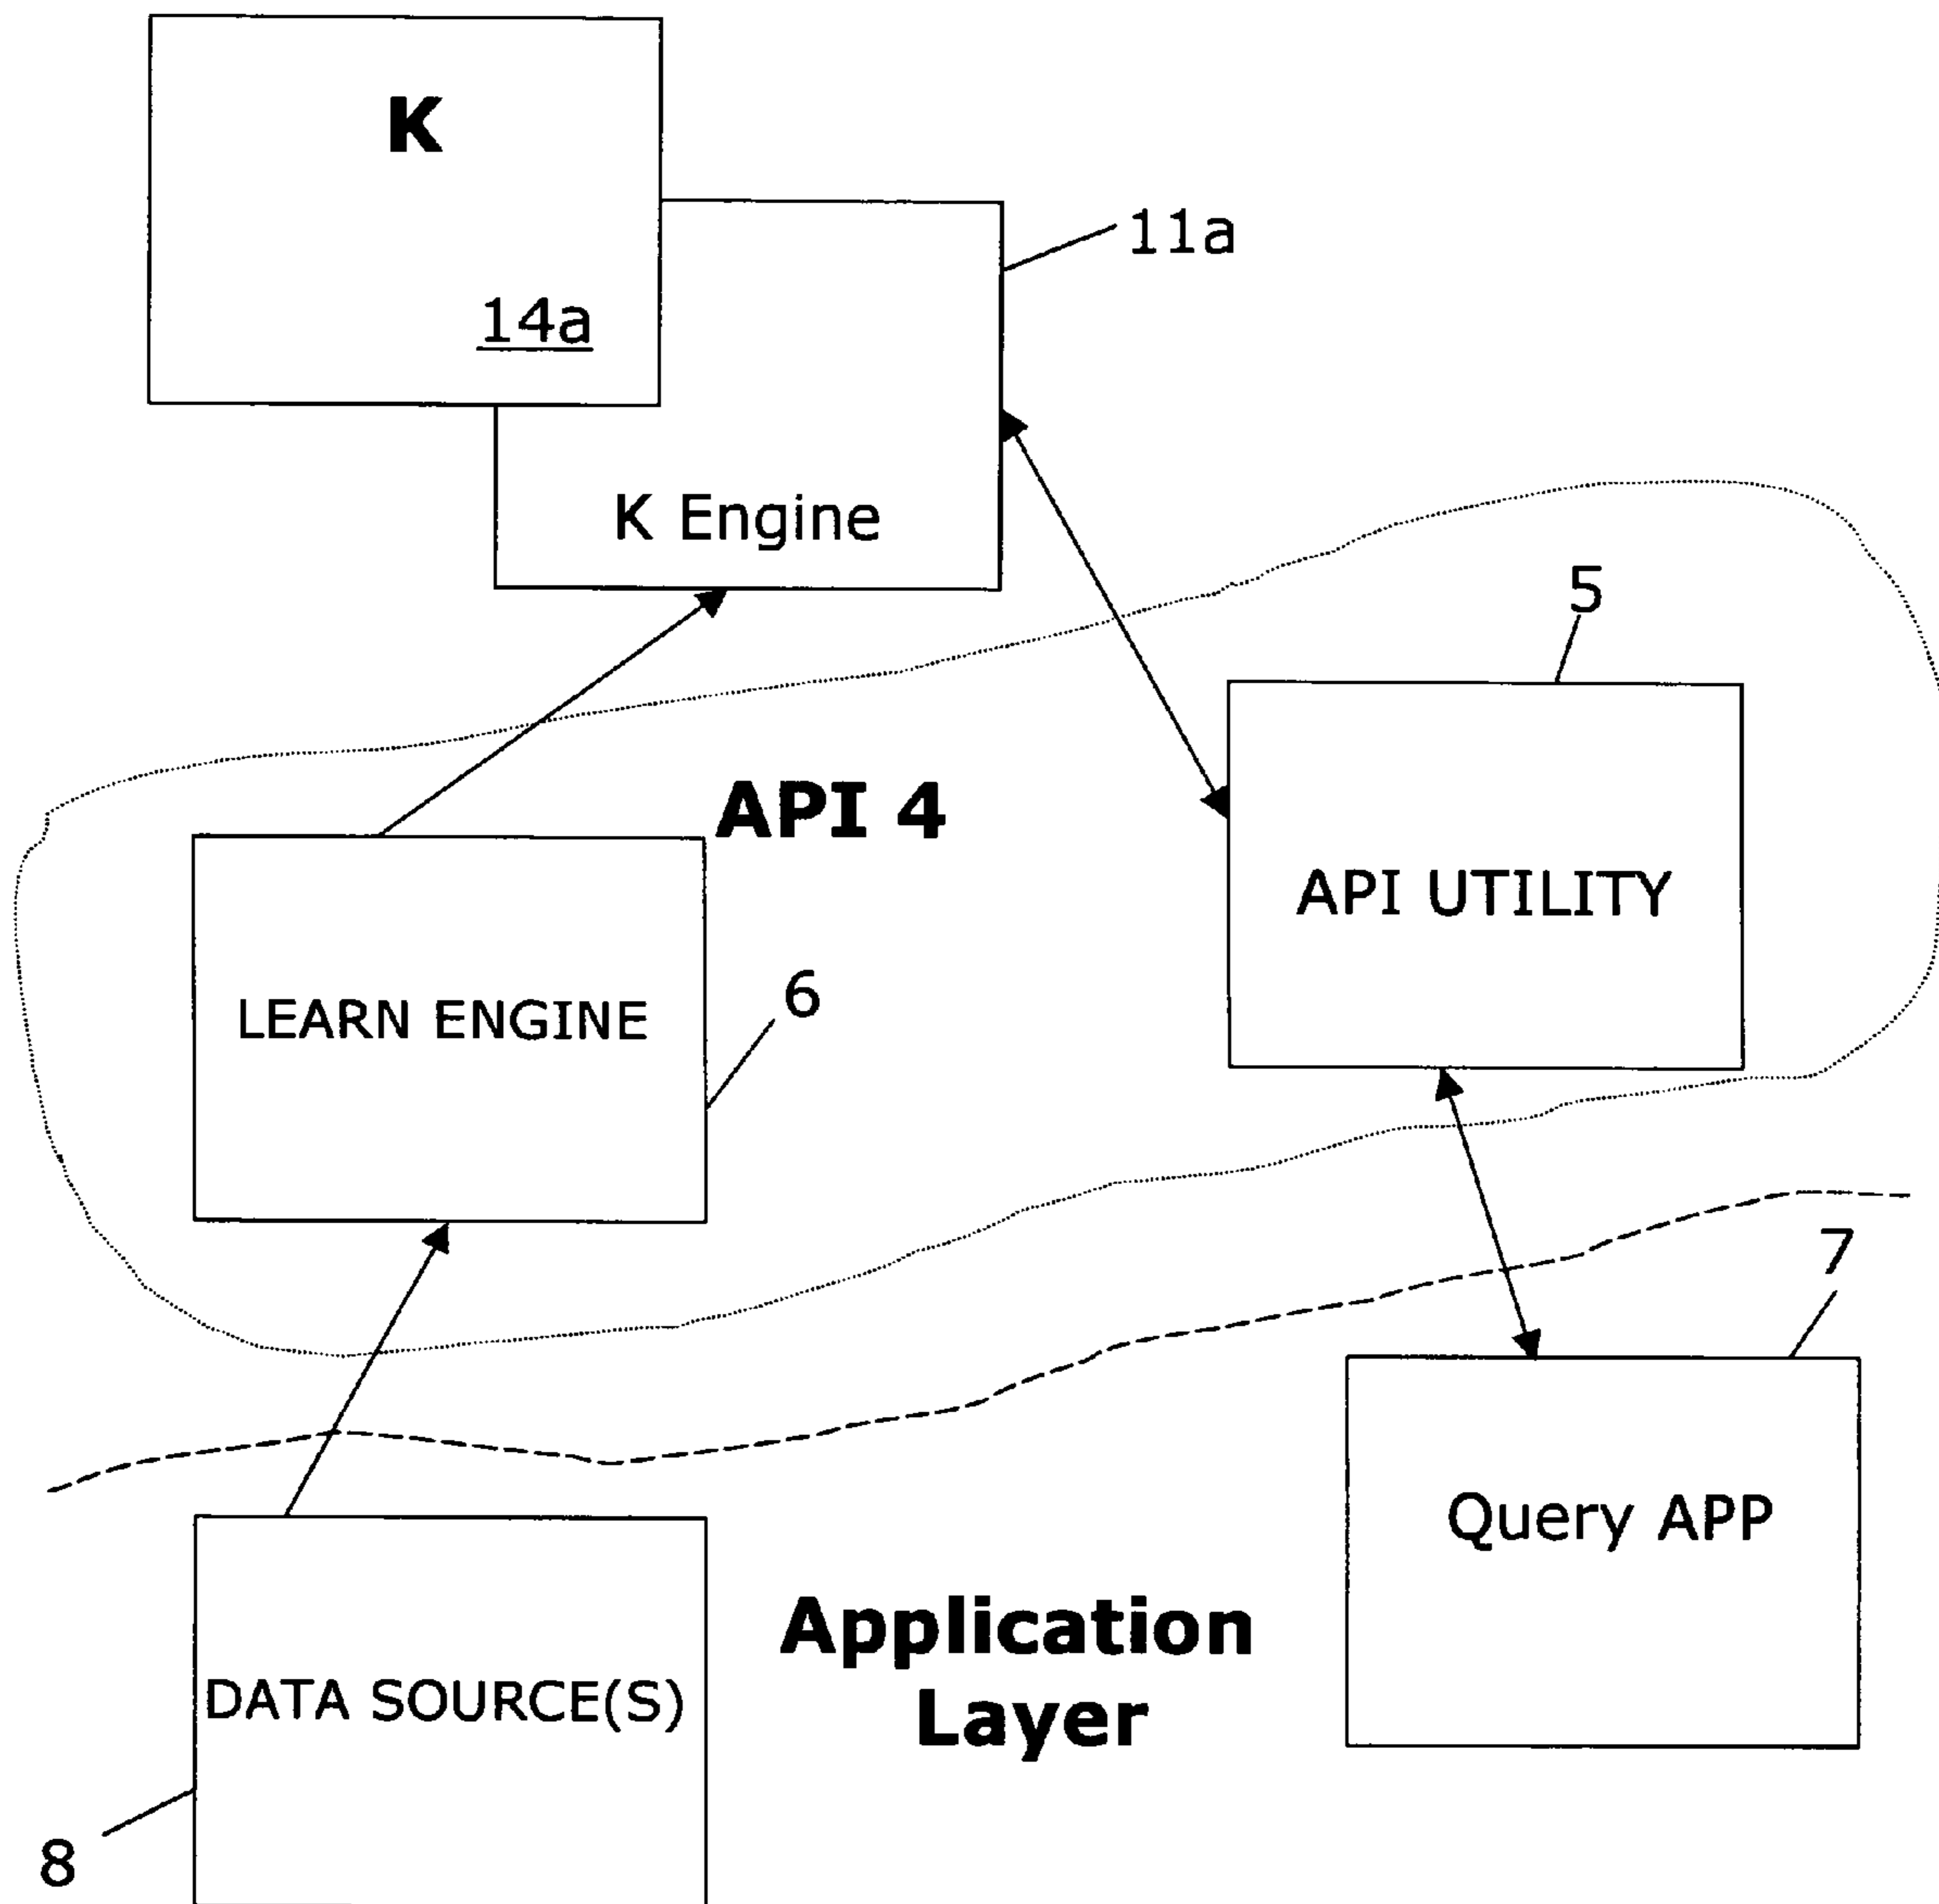 K
14a
11a
K Engine
5
API 4
API UTILITY
LEARN ENGINE
6
7
Query APP
Application
Layer
DATA SOURCE(S)
8